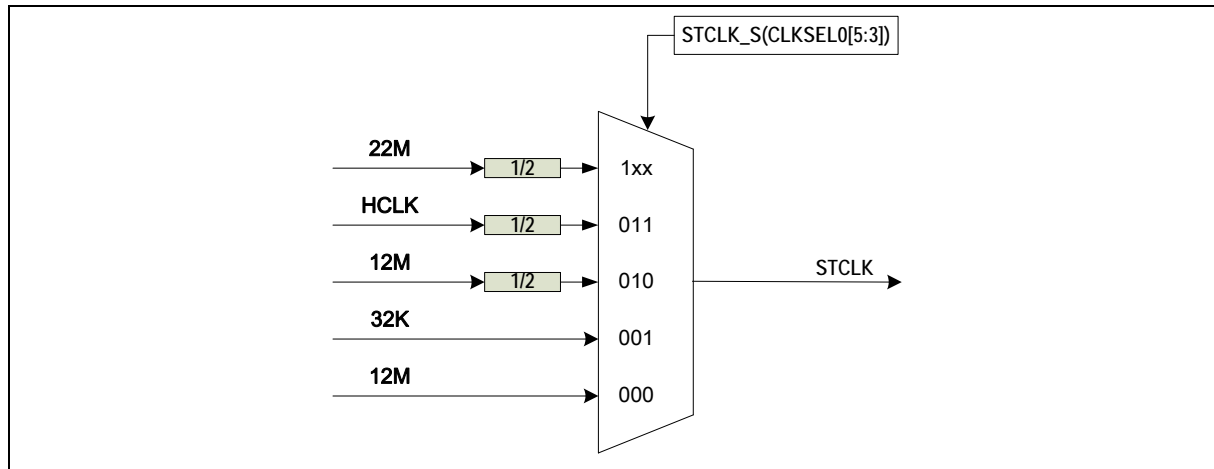 STCLK_S(CLKSEL0[5:3])
22M
1/2
1xx
HCLK
1/2
011
12M
1/2
010
STCLK
32K
001
12M
000